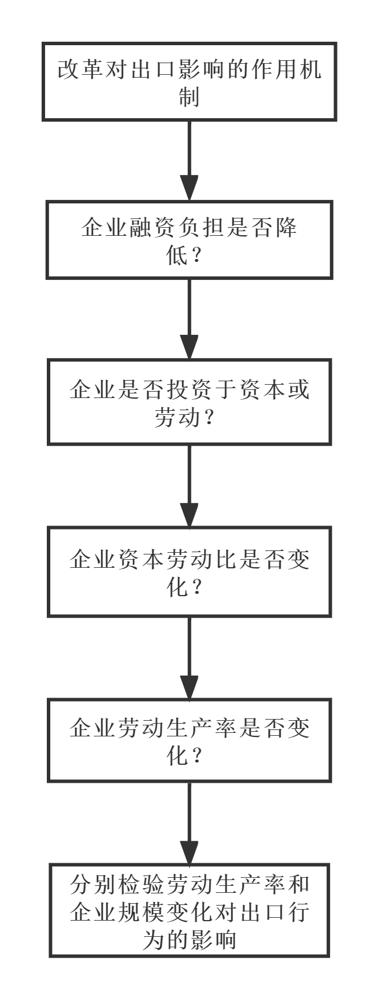 改革对出口影响的作用机
制
企业融资负担是否降
低？
企业是否投资于资本或
劳动？
企业资本劳动比是否变
化？
企业劳动生产率是否变
化？
分别检验劳动生产率和
企业规模变化对出口行
为的影响